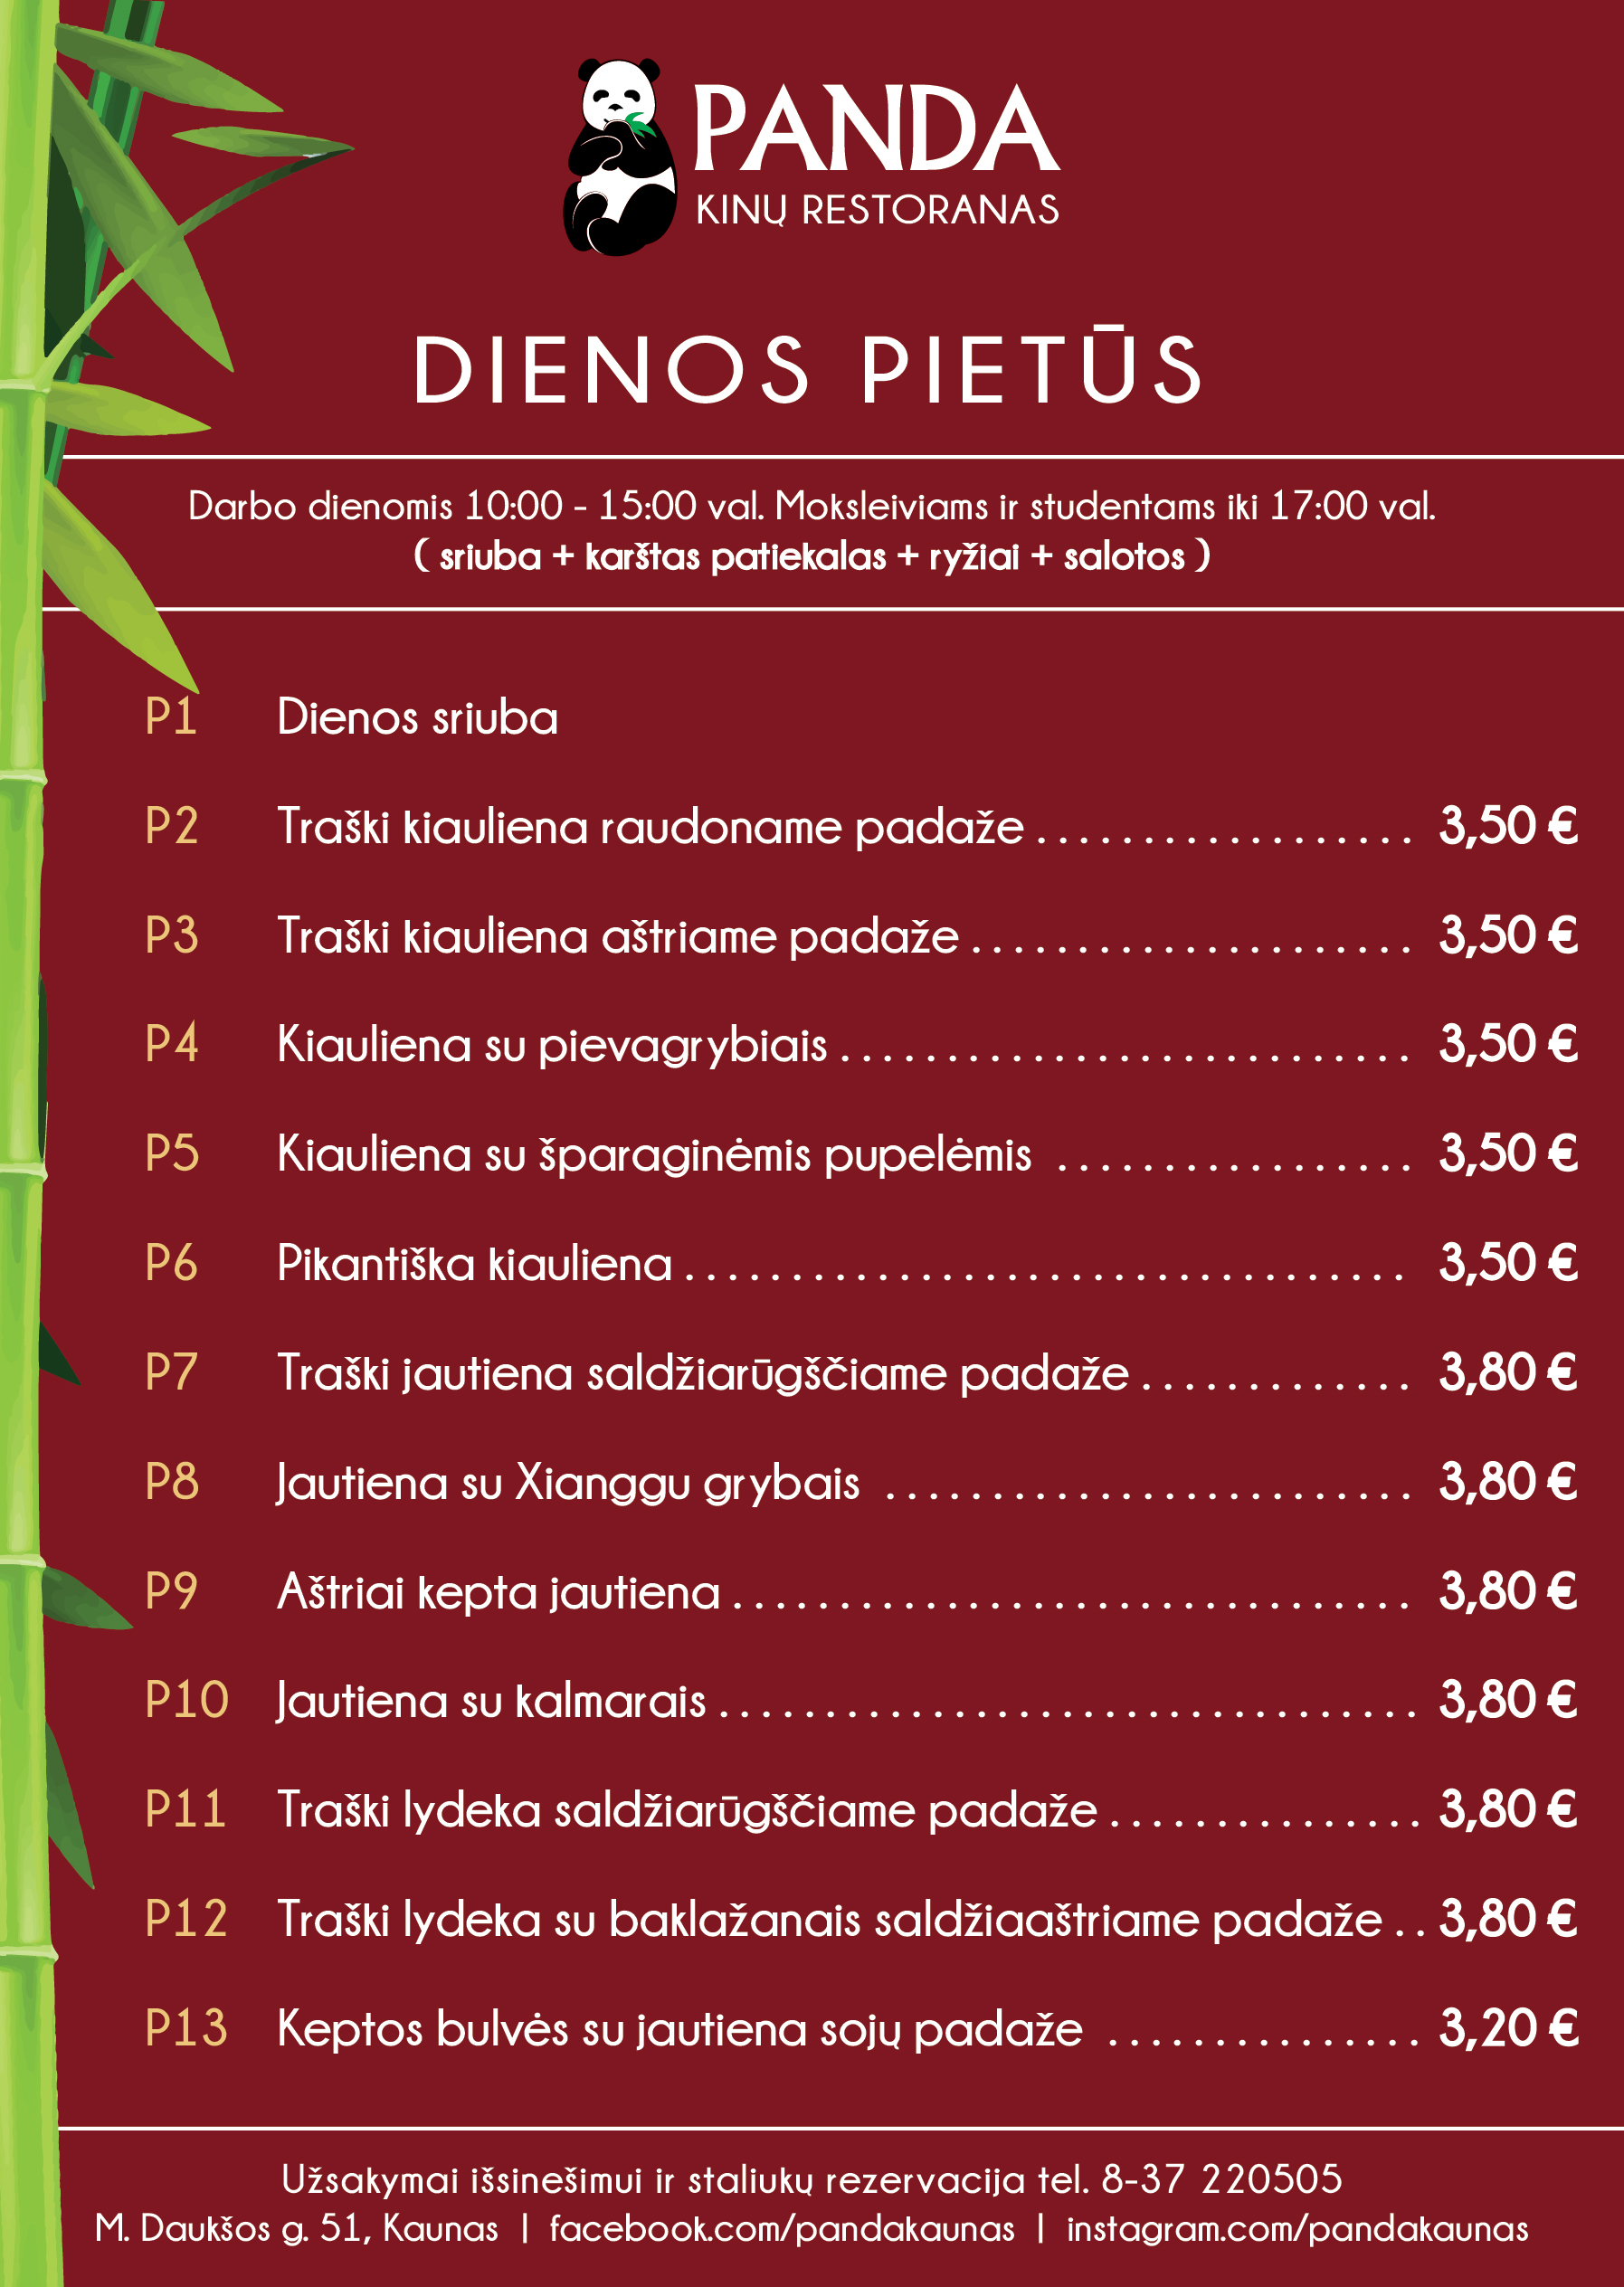 PANDA
KINŲ RESTORANAS
DIENOS PIETŪS
Darbo dienomis 10:00 - 15:00 val. Moksleiviams ir studentams iki 17:00 val.
( sriuba + karštas patiekalas + ryžiai + salotos )
P1 Dienos sriuba
P2 Traški kiauliena raudoname padaže . . . . . . . . . . . . . . . . . . 3,50 €
P3 Traški kiauliena aštriame padaže . . . . . . . . . . . . . . . . . . . . . 3,50 €
P4 Kiauliena su pievagrybiais . . . . . . . . . . . . . . . . . . . . . . . . . . . 3,50 €
P5 Kiauliena su šparaginėmis pupelėmis . . . . . . . . . . . . . . . . . 3,50 €
P6 Pikantiška kiauliena . . . . . . . . . . . . . . . . . . . . . . . . . . . . . . . . . . 3,50 €
P7 Traški jautiena saldžiarūgščiame padaže . . . . . . . . . . . . . 3,80 €
P8 Jautiena su Xianggu grybais . . . . . . . . . . . . . . . . . . . . . . . . . 3,80 €
P9 Aštriai kepta jautiena . . . . . . . . . . . . . . . . . . . . . . . . . . . . . . . . 3,80 €
P10 Jautiena su kalmarais . . . . . . . . . . . . . . . . . . . . . . . . . . . . . . . . . 3,80 €
P11 Traški lydeka saldžiarūgščiame padaže . . . . . . . . . . . . . . . 3,80 €
P12 Traški lydeka su baklažanais saldžiaaštriame padaže . . 3,80 €
P13 Keptos bulvės su jautiena sojų padaže . . . . . . . . . . . . . . . 3,20 €
Užsakymai išsinešimui ir staliukų rezervacija tel. 8-37 220505
M. Daukšos g. 51, Kaunas | facebook.com/pandakaunas | instagram.com/pandakaunas